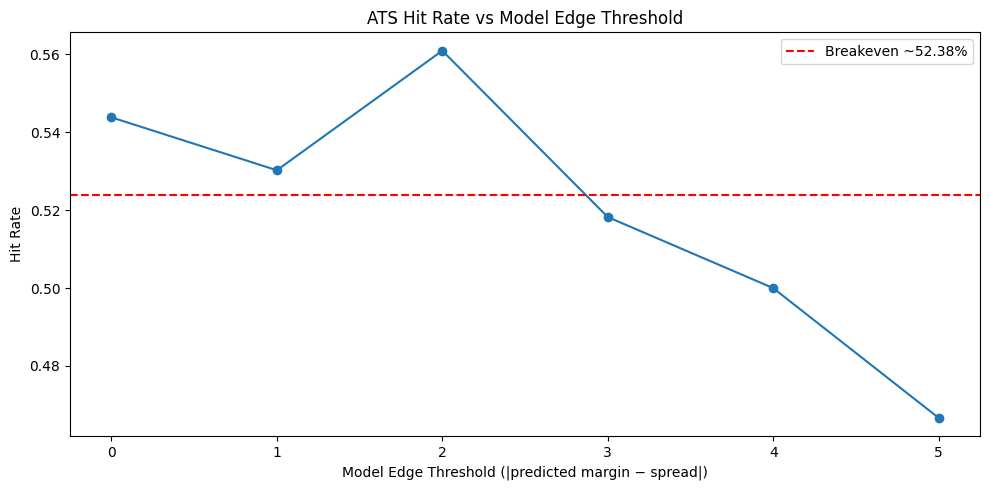 ATS Hit Rate vs Model Edge Threshold
Breakeven ~52.38%
Hit Rate
0.56
0.54
0.52
0.50
0.48
0 1 2 3 4 5
Model Edge Threshold (|predicted margin − spread|)